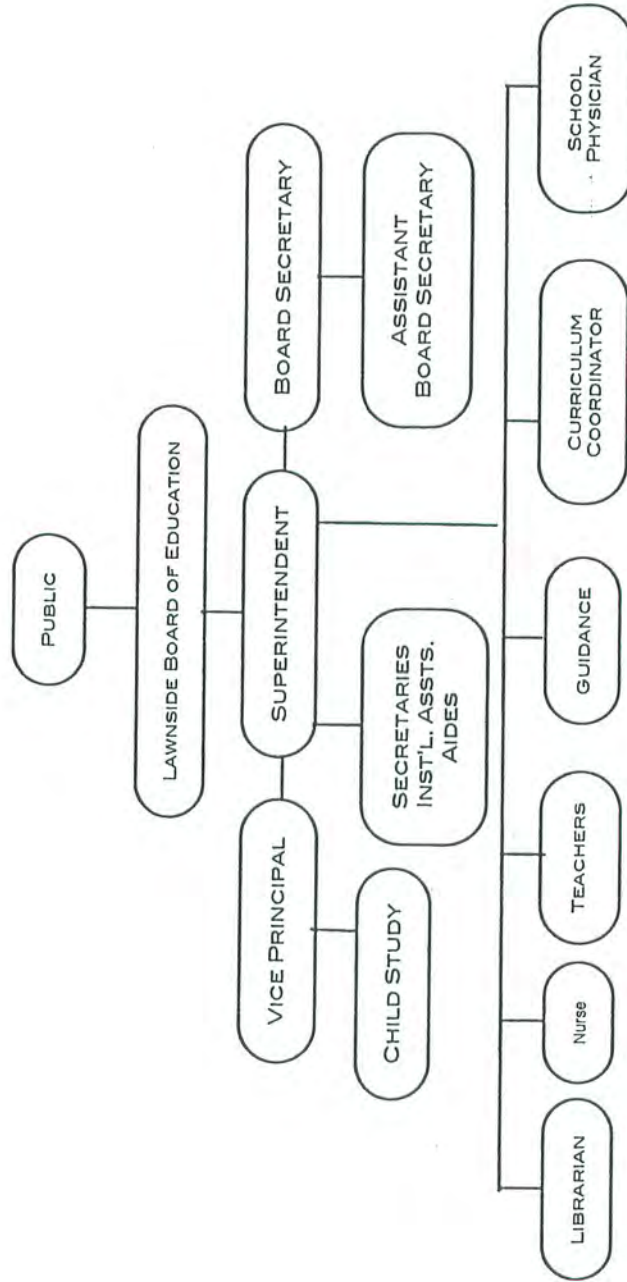 PUBLIC
LAWNSIDE BOARD OF EDUCATION
VICE PRINCIPAL
SUPERINTENDENT
BOARD SECRETARY
CHILD STUDY
SECRETARIES
INST'L. ASSTS.
AIDES
ASSISTANT
BOARD SECRETARY
LIBRARIAN
Nurse
TEACHERS
GUIDANCE
CURRICULUM
COORDINATOR
SCHOOL
PHYSICIAN